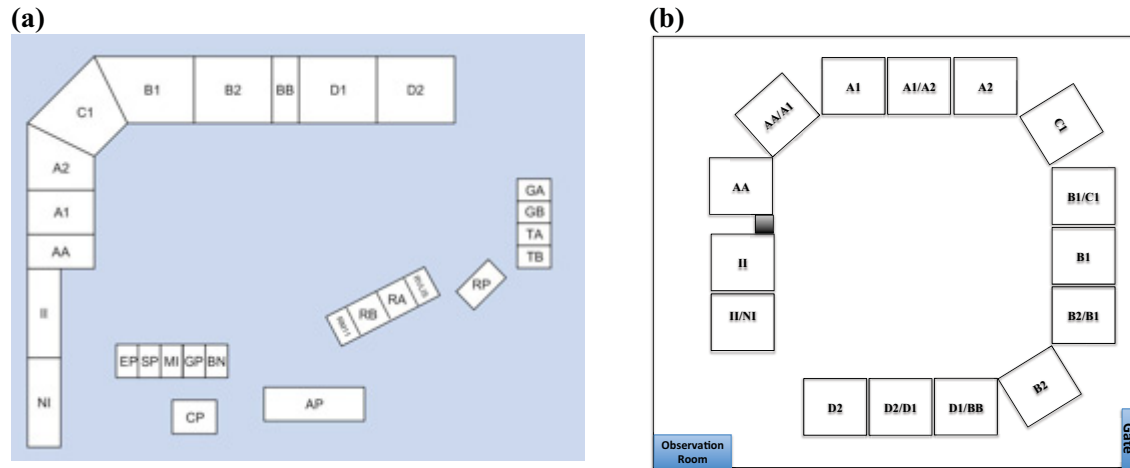 (a)
(b)
B1
B2
BB
D1
D2
C1
A2
A1
AA
II
NI
GA
GB
TA
TB
RP
RA
RB
EP
SP
MI
GP
BN
CP
AP
A1
A1/A2
A2
AA/A1
C1
AA
B1/C1
II
B1
II/NI
B2/B1
B2
D2
D2/D1
D1/BB
Gate
Observation
Room